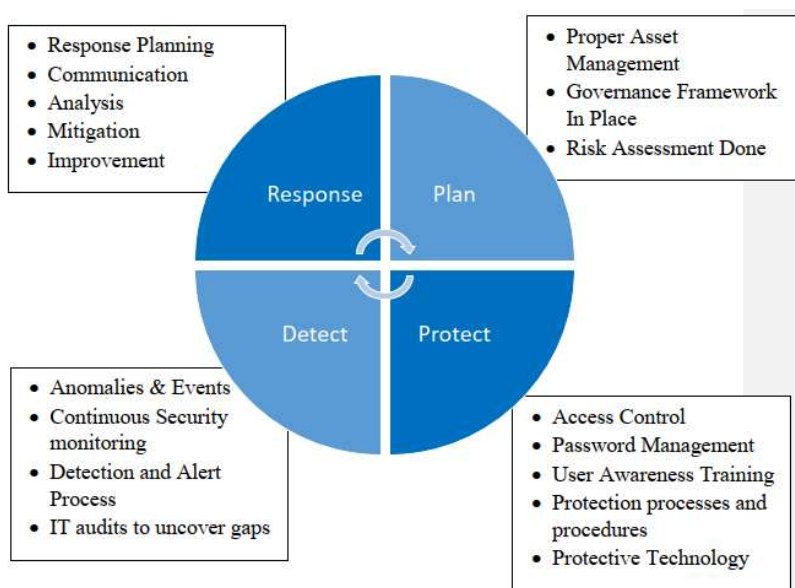 • Response Planning
• Communication
• Analysis
• Mitigation
• Improvement
• Proper Asset
Management
• Governance Framework
In Place
• Risk Assessment Done
Response
Plan
Detect
Protect
• Anomalies & Events
• Continuous Security
monitoring
• Detection and Alert
Process
• IT audits to uncover gaps
• Access Control
• Password Management
• User Awareness Training
• Protection processes and
procedures
• Protective Technology